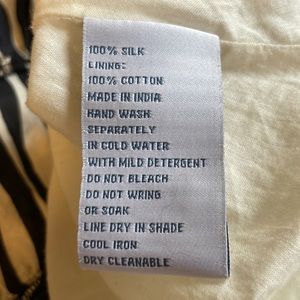 100% SILK
LINING:
100% COTTON
MADE IN INDIA
HAND WASH
SEPARATELY
IN COLD WATER
WITH MILD DETERGENT
DO NOT BLEACH
DO NOT WRING
OR SOAK
LINE DRY IN SHADE
COOL IRON
DRY CLEANABLE